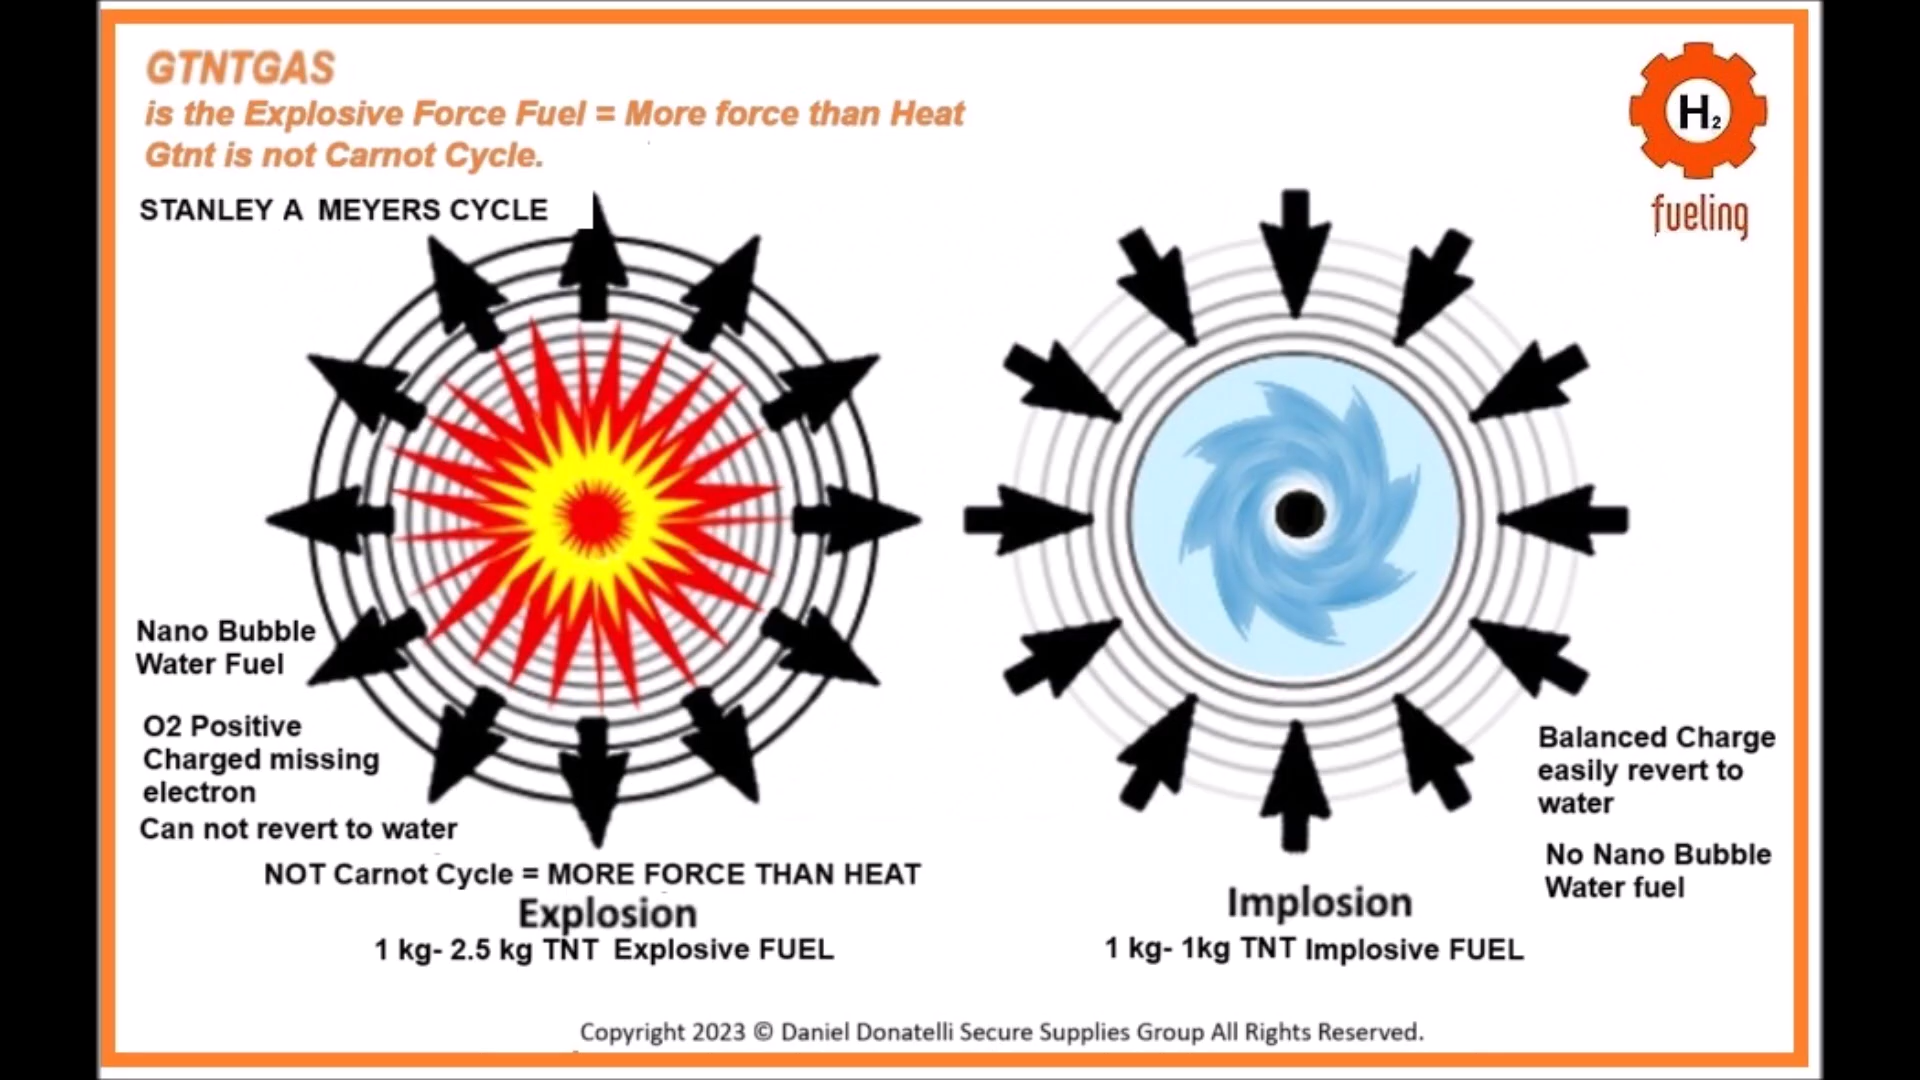 GTNTGAS
is the Explosive Force Fuel = More force than Heat
Gtnt is not Carnot Cycle.
H2
fueling
STANLEY A MEYERS CYCLE
Nano Bubble
Water Fuel
O2 Positive
Charged missing
electron
Can not revert to water
NOT Carnot Cycle = MORE FORCE THAN HEAT
Explosion
1 kg- 2.5 kg TNT Explosive FUEL
Balanced Charge
easily revert to
water
No Nano Bubble
Water fuel
Implosion
1 kg- 1kg TNT Implosive FUEL
Copyright 2023 © Daniel Donatelli Secure Supplies Group All Rights Reserved.